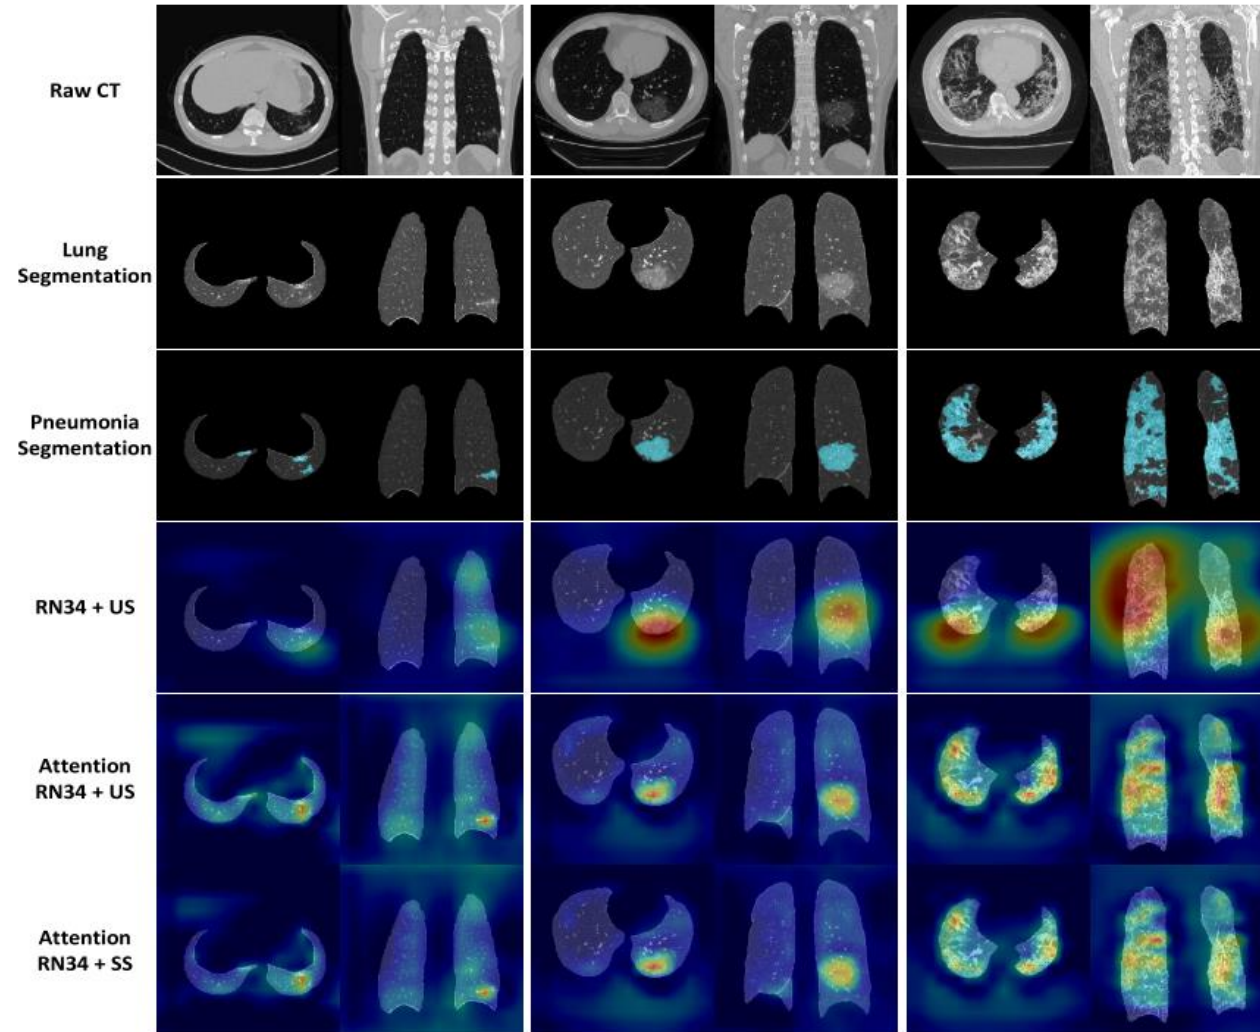 Raw CT
Lung
Segmentation
Pneumonia
Segmentation
RN34 + US
Attention
RN34 + US
Attention
RN34 + SS